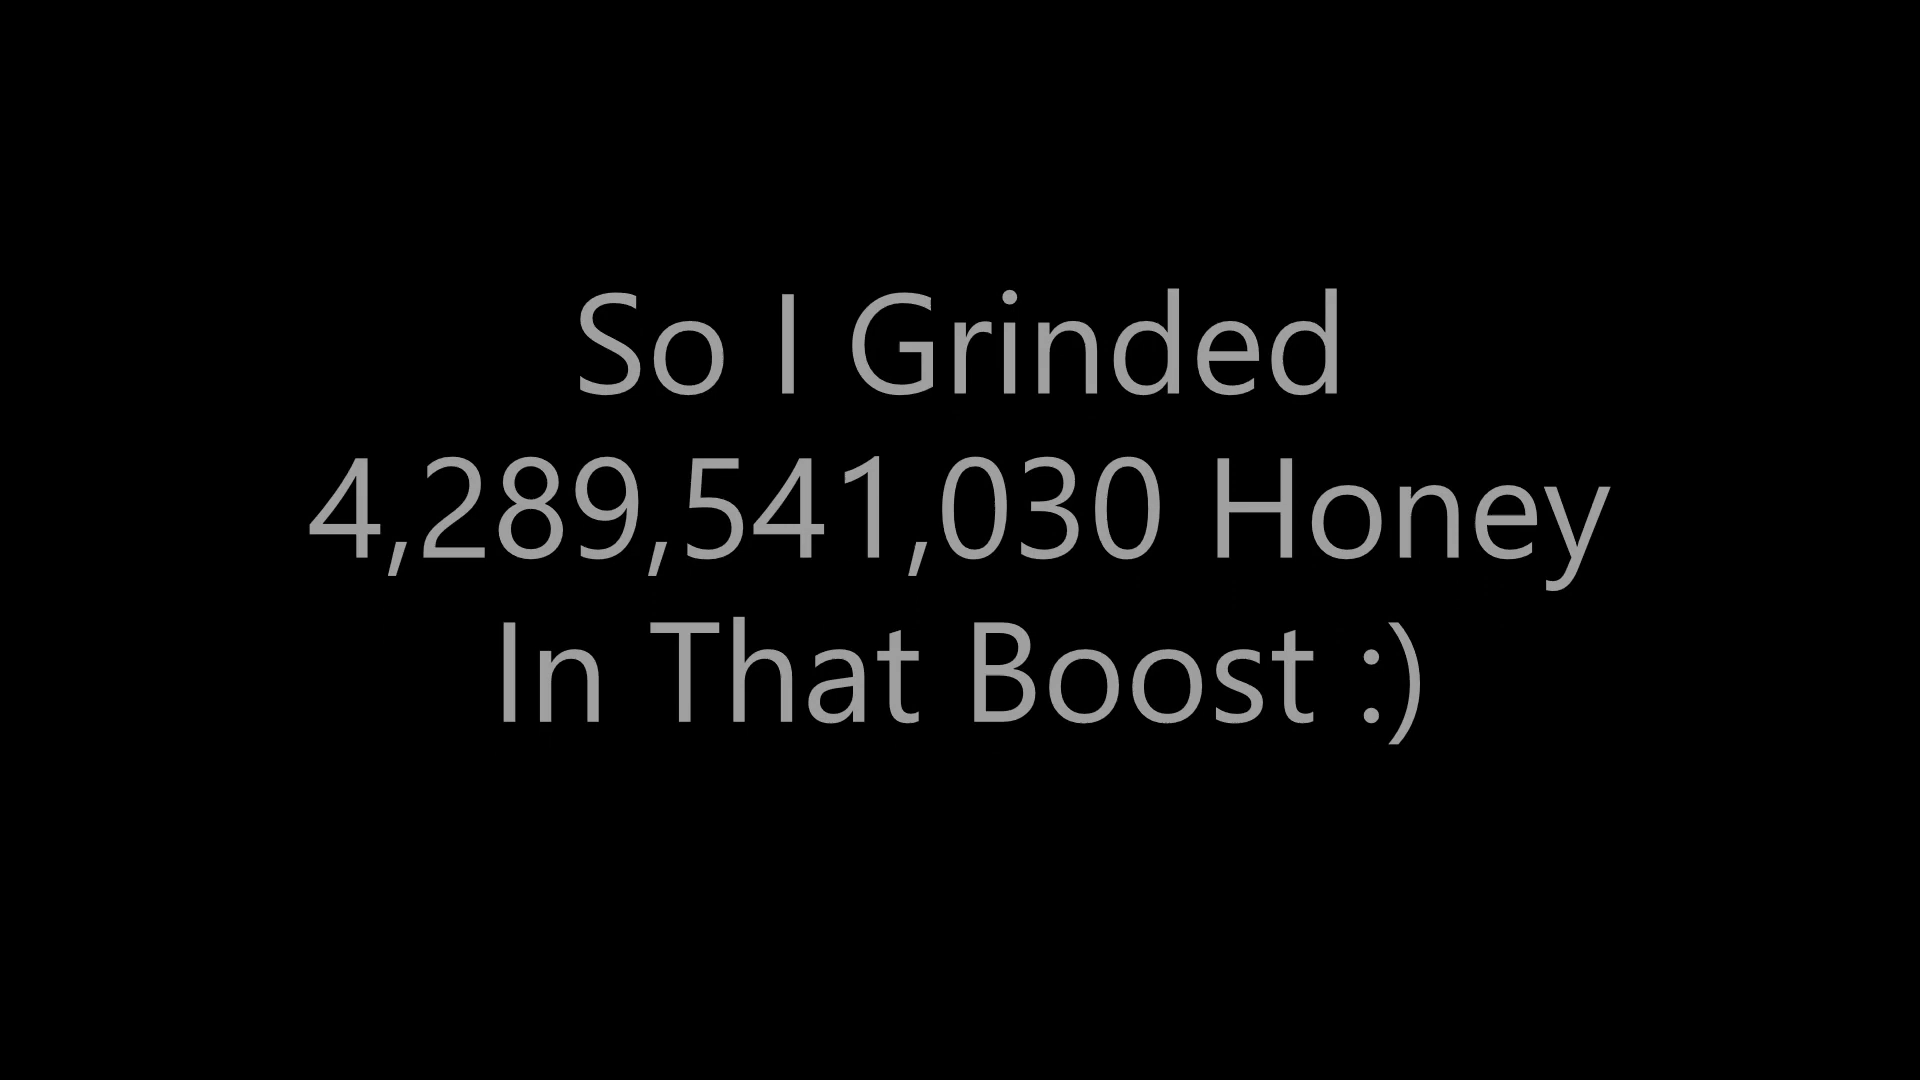 So I Grinded
4,289,541,030 Honey
In That Boost :)